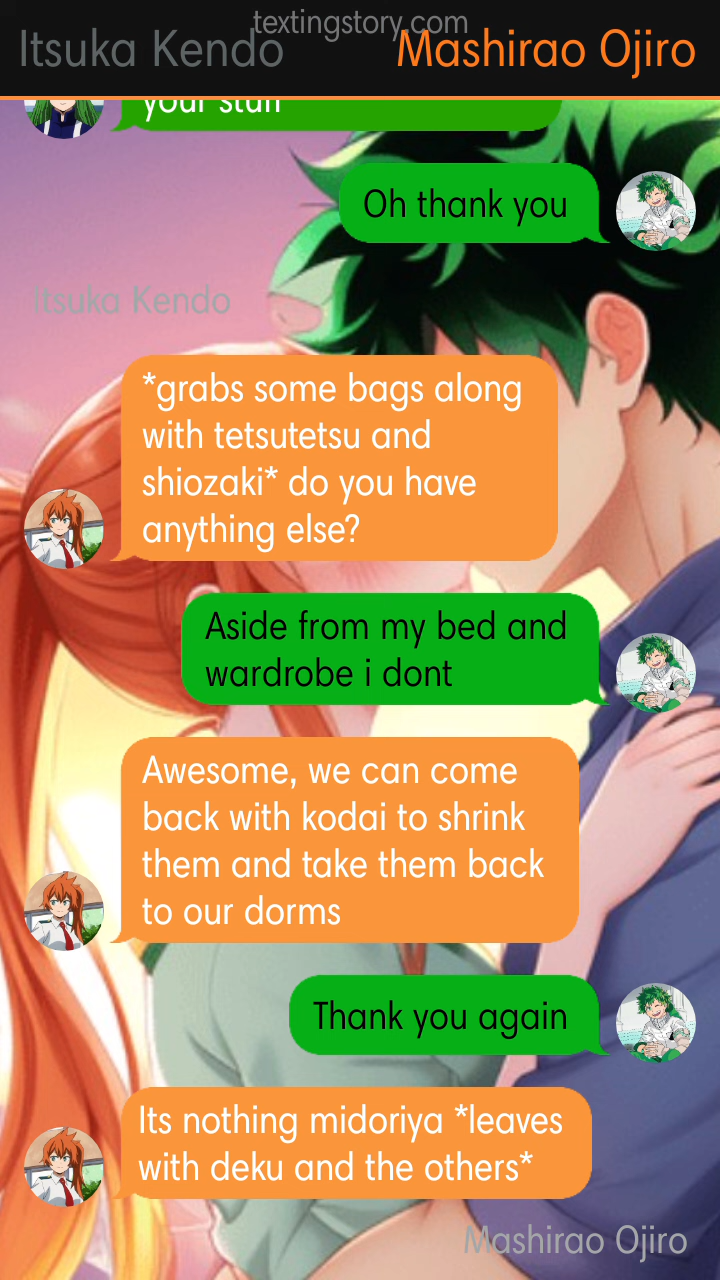 textingstory.com
Itsuka Kendo
Mashirao Ojiro
your stuff
Oh thank you
Itsuka Kendo
*grabs some bags along
with tetsutetsu and
shiozaki* do you have
anything else?
Aside from my bed and
wardrobe i dont
Awesome, we can come
back with kodai to shrink
them and take them back
to our dorms
Thank you again
Its nothing midoriya *leaves
with deku and the others*
Mashirao Ojiro